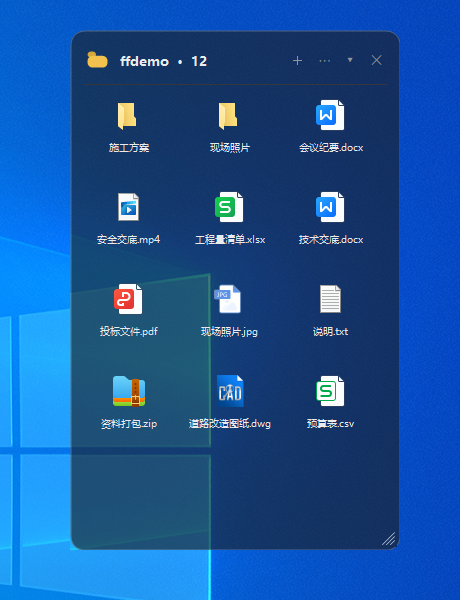 ffdemo • 12
施工方案
现场照片
会议纪要.docx
安全交底.mp4
工程量清单.xlsx
技术交底.docx
投标文件.pdf
JPG
现场照片.jpg
说明.txt
资料打包.zip
CAD
道路改造图纸.dwg
预算表.csv